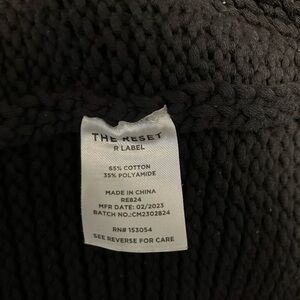 THE RESET
R LABEL
65% COTTON
35% POLYAMIDE
MADE IN CHINA
RE824
MFR DATE: 02/2023
BATCH NO.:CM2302B24
RN# 153054
SEE REVERSE FOR CARE